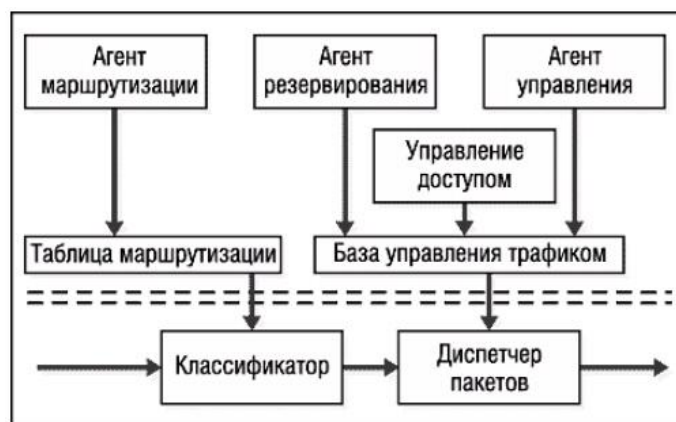 Агент
маршрутизации
Агент
резервирования
Агент
управления
Управление
доступом
Таблица маршрутизации
База управления трафиком
Классификатор
Диспетчер
пакетов